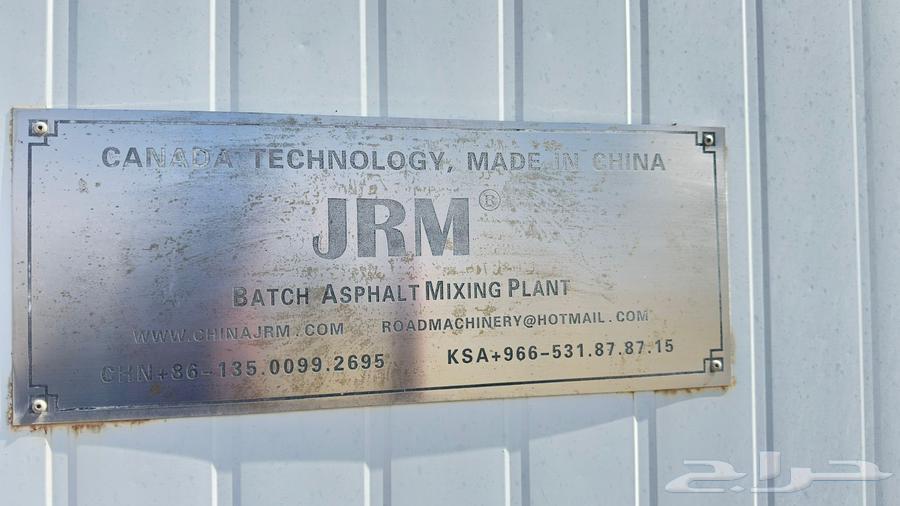 CANADA TECHNOLOGY, MADE IN CHINA
JRM®
BATCH ASPHALT MIXING PLANT
WWW.CHINAJRM.COM ROADMACHINERY@HOTMAIL.COM
CHN+86-135.0099.2695 KSA+966-531.87.87.15
حراج